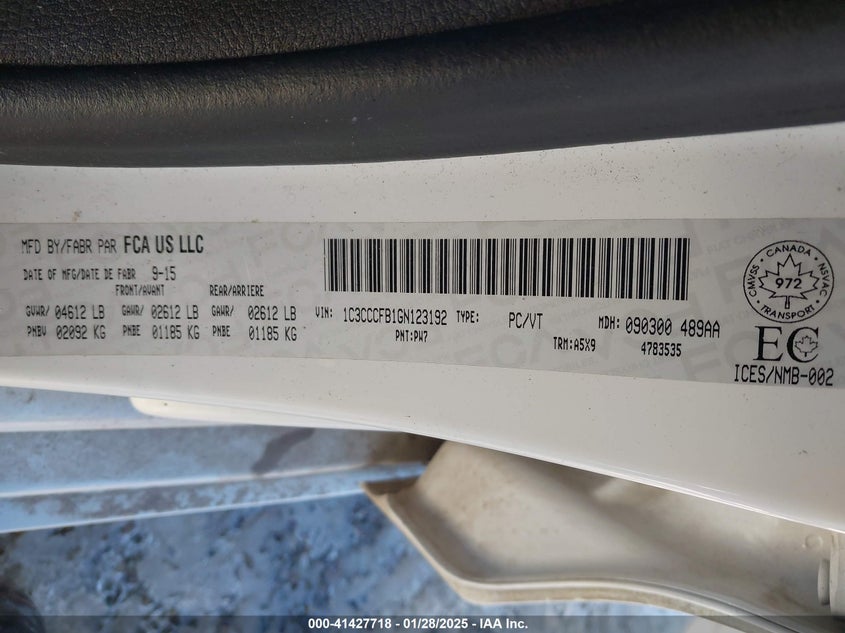 MFD BY/FABR PAR FCA US LLC
DATE OF MFG/DATE DE FABR 9-15
FRONT/AVANT REAR/ARRIERE
GVWR/ 04612 LB GAWR/ 02612 LB GAWR/ 02612 LB
PNBV 02092 KG PNBE 01185 KG PNBE 01185 KG
VIN: 1C3CCCFB1GN123192 TYPE: PC/VT MDH: 090300 489AA
PNT:PW7 TRM:A5X9 4783535
CMVSS · CANADA · NSVAC
972
TRANSPORT
EC
ICES/NMB-002
000-41427718 - 01/28/2025 - IAA Inc.